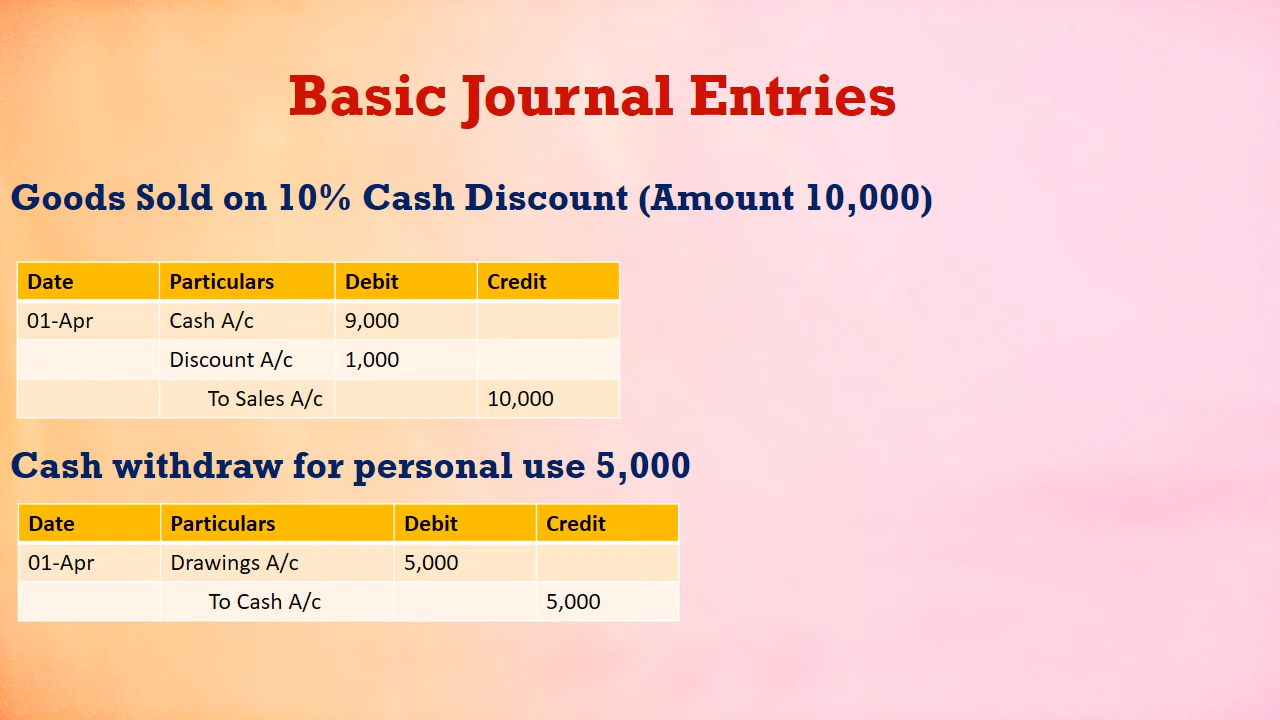 Basic Journal Entries
Goods Sold on 10% Cash Discount (Amount 10,000)
Date Particulars Debit Credit
01-Apr Cash A/c 9,000
Discount A/c 1,000
To Sales A/c 10,000
Cash withdraw for personal use 5,000
Date Particulars Debit Credit
01-Apr Drawings A/c 5,000
To Cash A/c 5,000